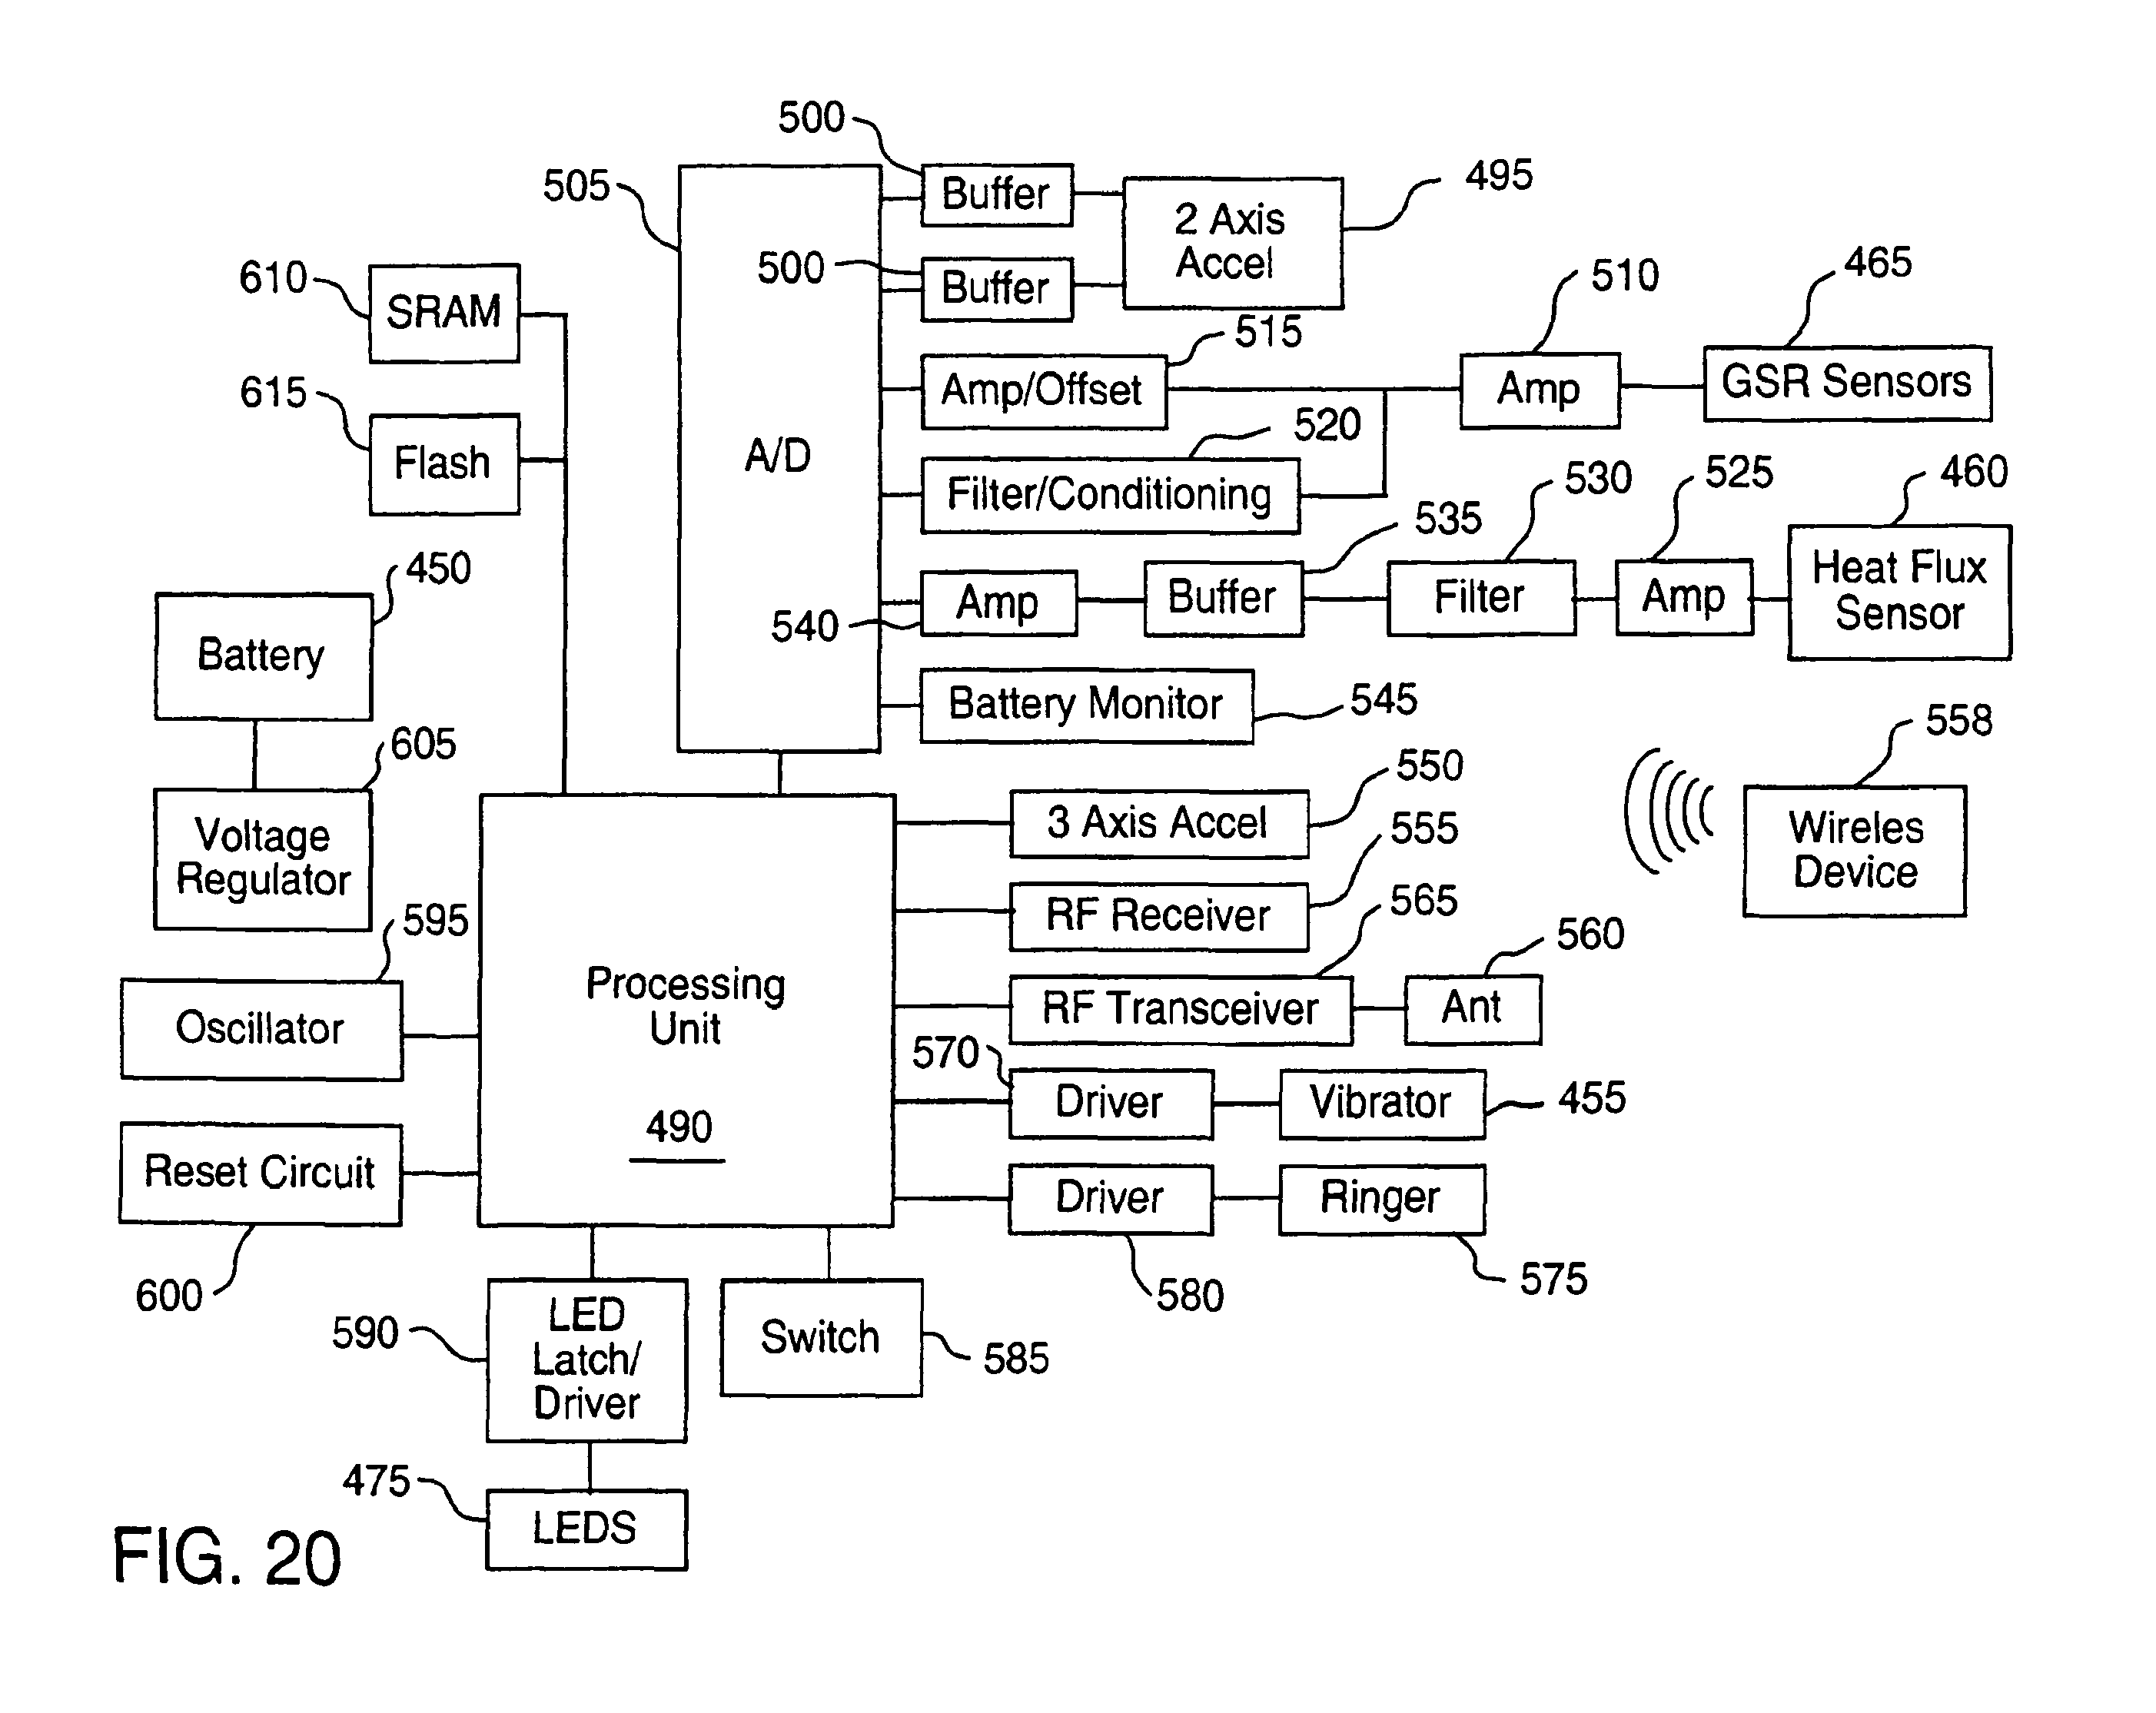 500
Buffer
505
2 Axis
Accel
495
500
Buffer
610
SRAM
515
Amp/Offset
510
Amp
465
GSR Sensors
615
Flash
A/D
520
Filter/Conditioning
535
530
525
460
450
Battery
540
Amp
Buffer
Filter
Amp
Heat Flux
Sensor
Battery Monitor
545
605
Voltage
Regulator
550
3 Axis Accel
558
Wireles
Device
555
RF Receiver
595
Oscillator
Processing
Unit
490
565
RF Transceiver
560
Ant
570
Driver
Vibrator
455
Reset Circuit
600
Driver
580
Ringer
575
590
LED
Latch/
Driver
Switch
585
475
LEDS
FIG. 20